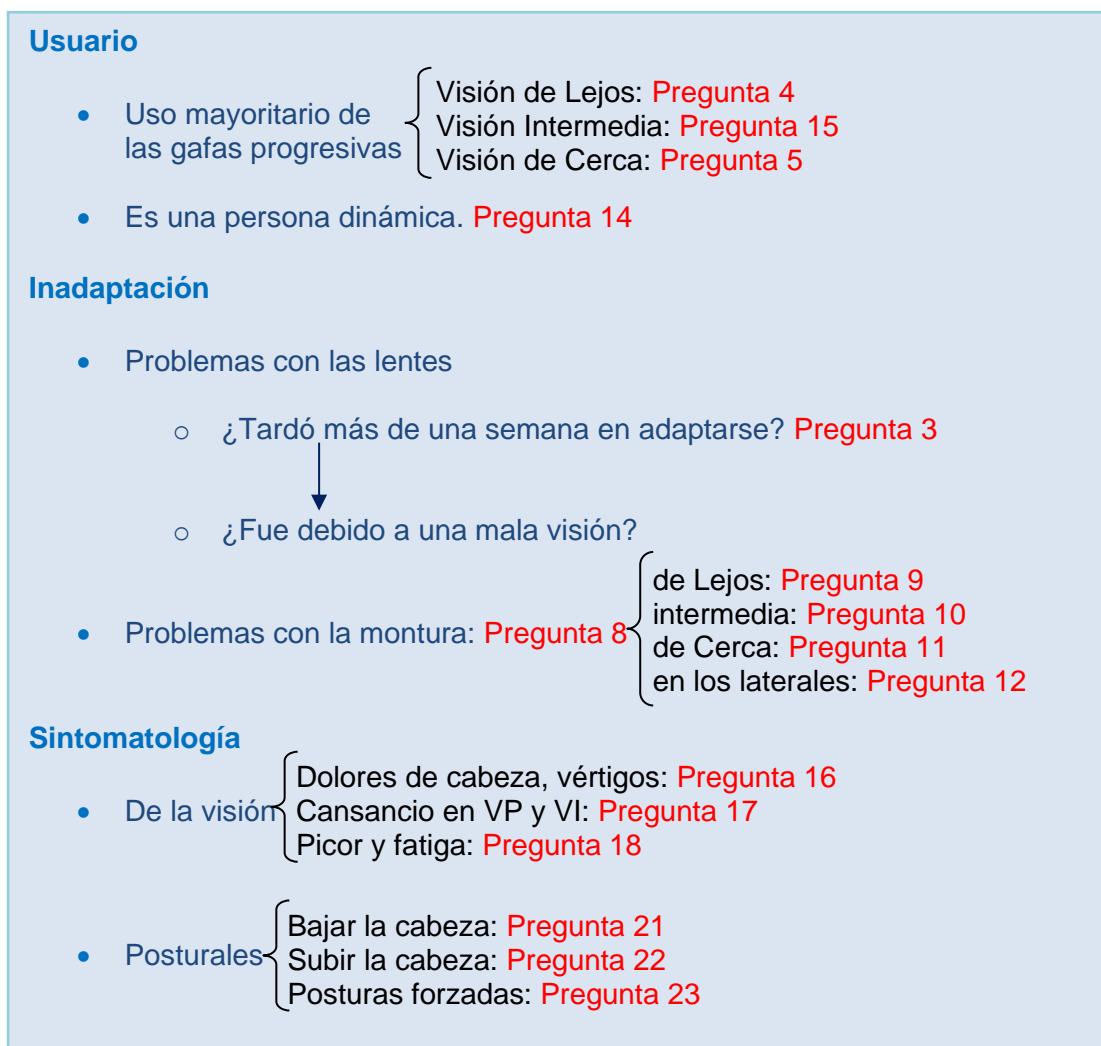 Usuario
• Uso mayoritario de
las gafas progresivas
Visión de Lejos: Pregunta 4
Visión Intermedia: Pregunta 15
Visión de Cerca: Pregunta 5
• Es una persona dinámica. Pregunta 14
Inadaptación
• Problemas con las lentes
o ¿Tardó más de una semana en adaptarse? Pregunta 3
o ¿Fue debido a una mala visión?
• Problemas con la montura: Pregunta 8
de Lejos: Pregunta 9
intermedia: Pregunta 10
de Cerca: Pregunta 11
en los laterales: Pregunta 12
Sintomatología
• De la visión
Dolores de cabeza, vértigos: Pregunta 16
Cansancio en VP y VI: Pregunta 17
Picor y fatiga: Pregunta 18
• Posturales
Bajar la cabeza: Pregunta 21
Subir la cabeza: Pregunta 22
Posturas forzadas: Pregunta 23